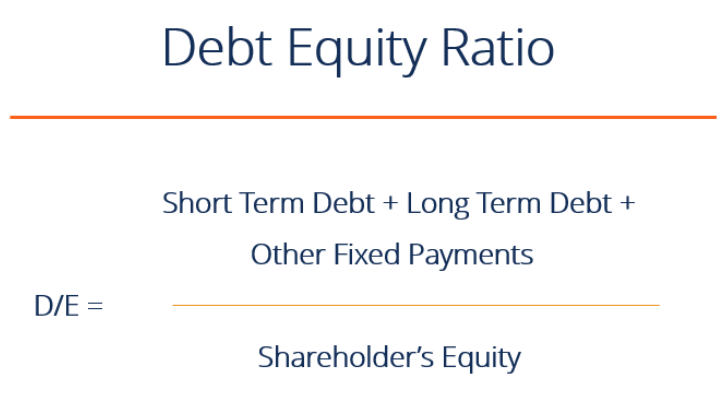 Debt Equity Ratio
Short Term Debt + Long Term Debt +
Other Fixed Payments
D/E =
Shareholder’s Equity